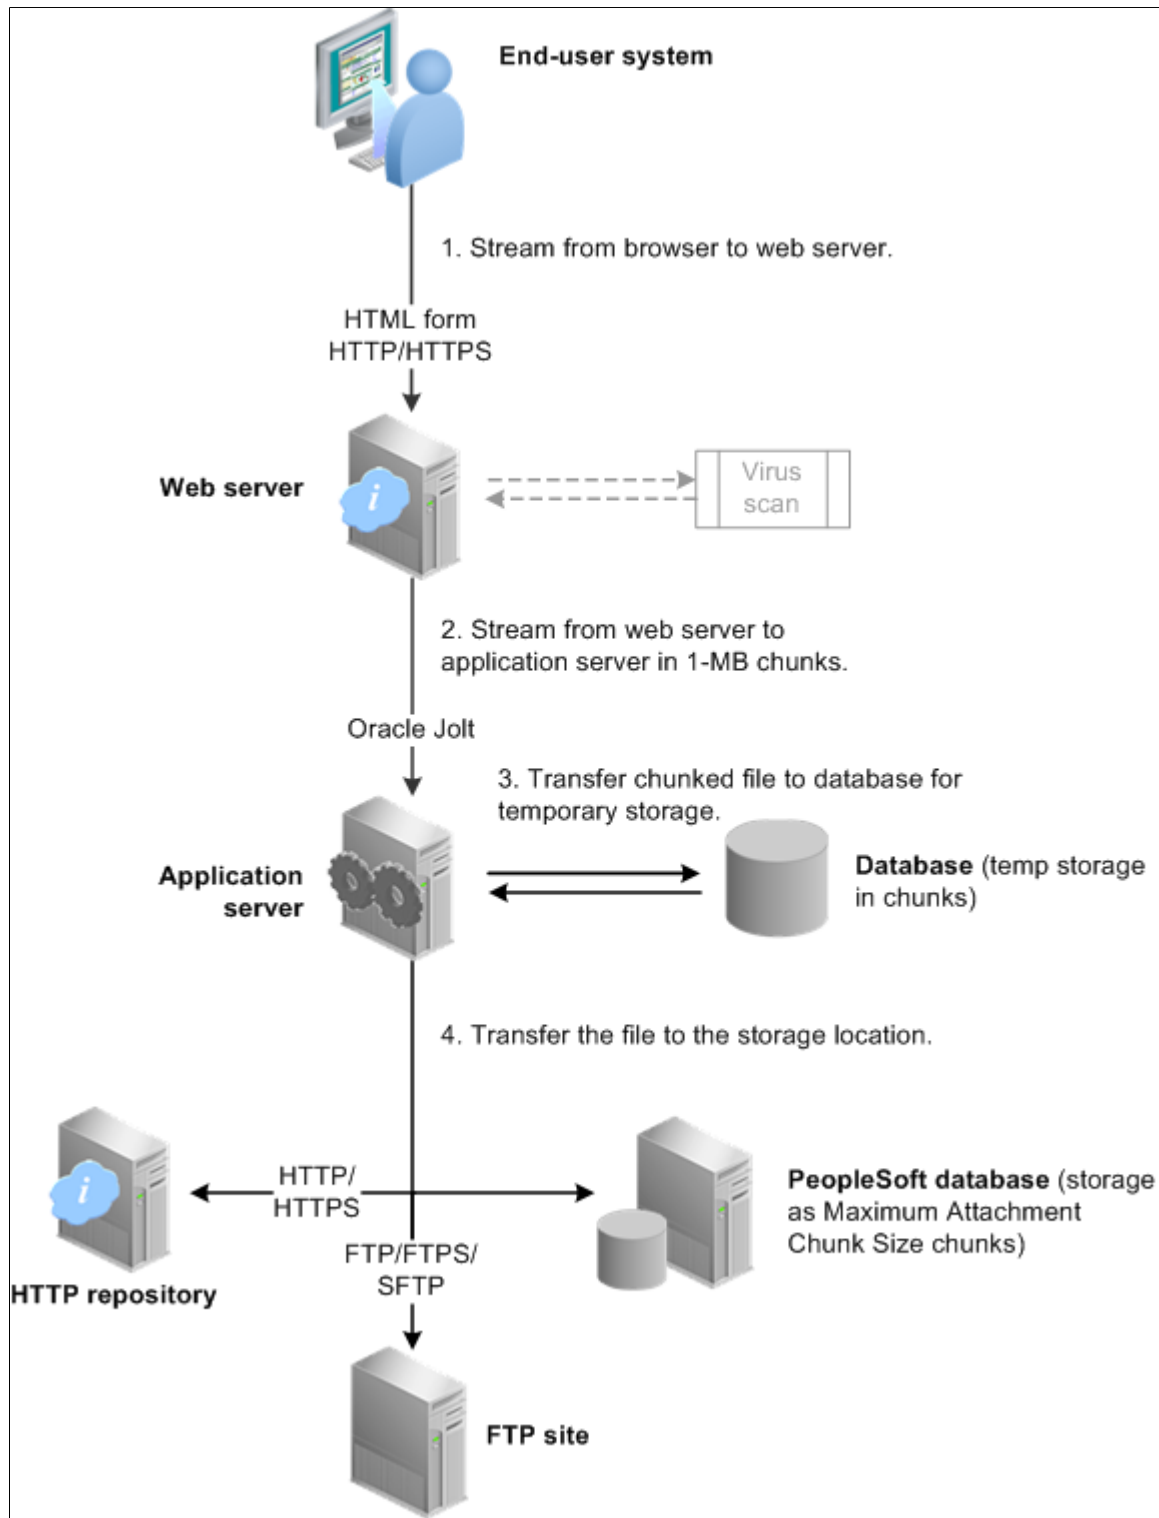 End-user system
1. Stream from browser to web server.
HTML form
HTTP/HTTPS
Web server
Virus
scan
2. Stream from web server to
application server in 1-MB chunks.
Oracle Jolt
3. Transfer chunked file to database for
temporary storage.
Application
server
Database (temp storage
in chunks)
4. Transfer the file to the storage location.
HTTP/
HTTPS
PeopleSoft database (storage
as Maximum Attachment
Chunk Size chunks)
FTP/FTPS/
SFTP
HTTP repository
FTP site